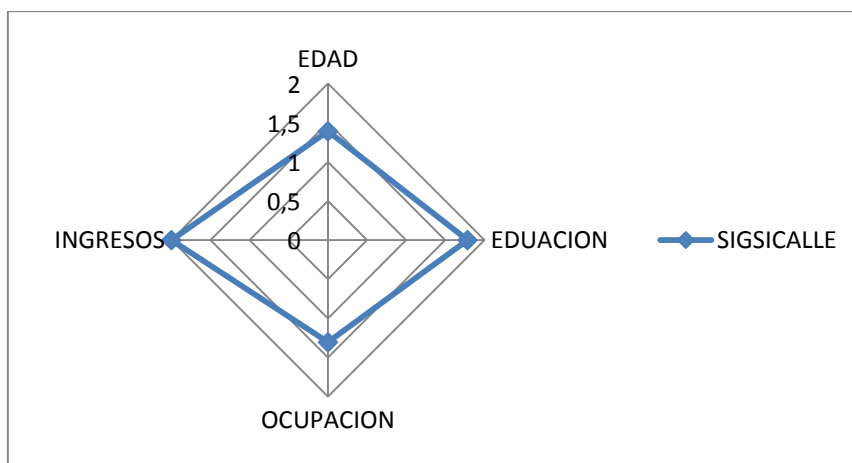 EDAD
2
1,5
1
0,5
0
INGRESOS
EDUACION
SIGSICALLE
OCUPACION